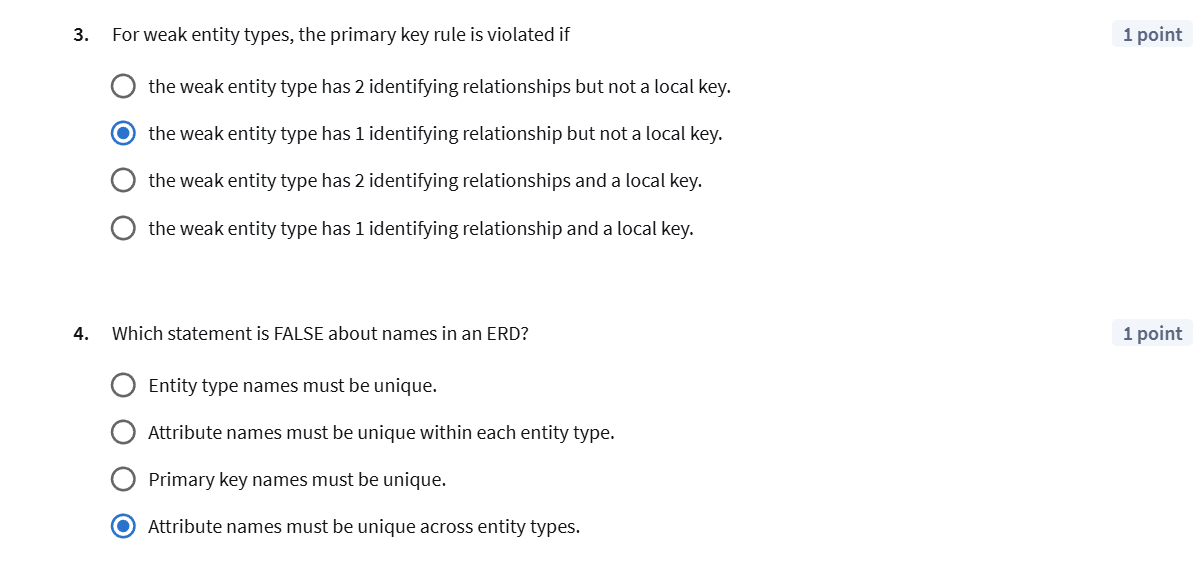 3. For weak entity types, the primary key rule is violated if 1 point
the weak entity type has 2 identifying relationships but not a local key.
the weak entity type has 1 identifying relationship but not a local key.
the weak entity type has 2 identifying relationships and a local key.
the weak entity type has 1 identifying relationship and a local key.
4. Which statement is FALSE about names in an ERD? 1 point
Entity type names must be unique.
Attribute names must be unique within each entity type.
Primary key names must be unique.
Attribute names must be unique across entity types.